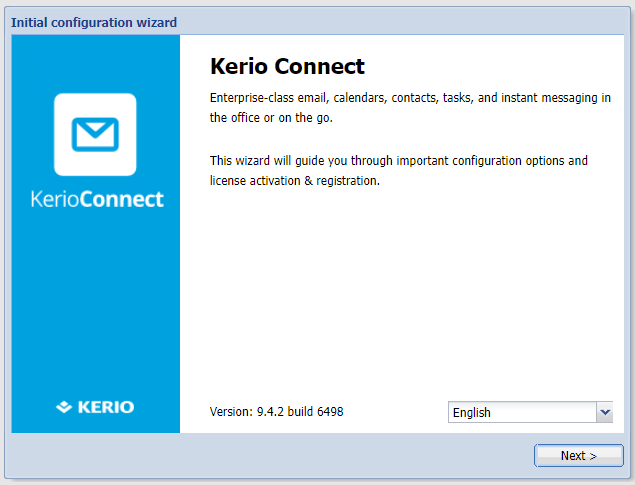 Initial configuration wizard
KerioConnect
KERIO
Kerio Connect
Enterprise-class email, calendars, contacts, tasks, and instant messaging in
the office or on the go.
This wizard will guide you through important configuration options and
license activation & registration.
Version: 9.4.2 build 6498
English
Next >